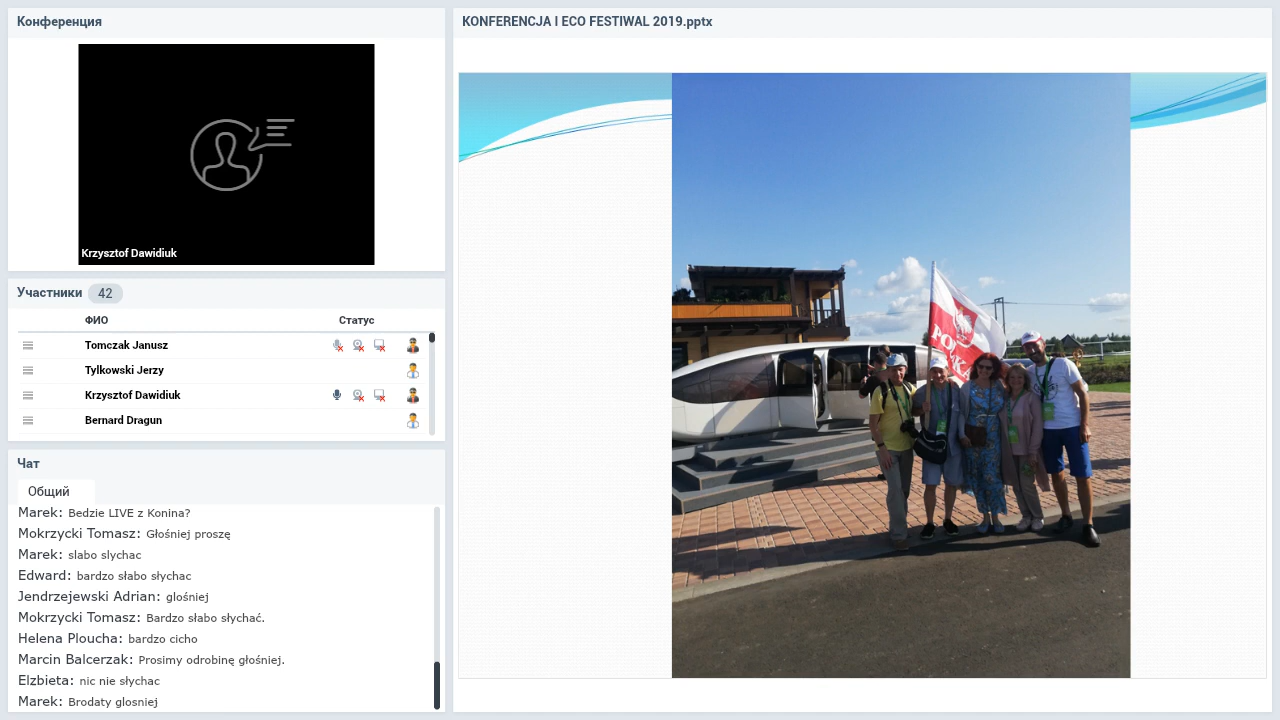 Конференция
Krzysztof Dawidiuk
Участники 42
ФИО Статус
Tomczak Janusz
Tylkowski Jerzy
Krzysztof Dawidiuk
Bernard Dragun
Чат
Общий
Marek: Bedzie LIVE z Konina?
Mokrzycki Tomasz: Głośniej proszę
Marek: slabo slychac
Edward: bardzo słabo słychac
Jendrzejewski Adrian: glośniej
Mokrzycki Tomasz: Bardzo słabo słychać.
Helena Ploucha: bardzo cicho
Marcin Balcerzak: Prosimy odrobinę głośniej.
Elzbieta: nic nie słychac
Marek: Brodaty glosniej
KONFERENCJA I ECO FESTIWAL 2019.pptx
POLSKA